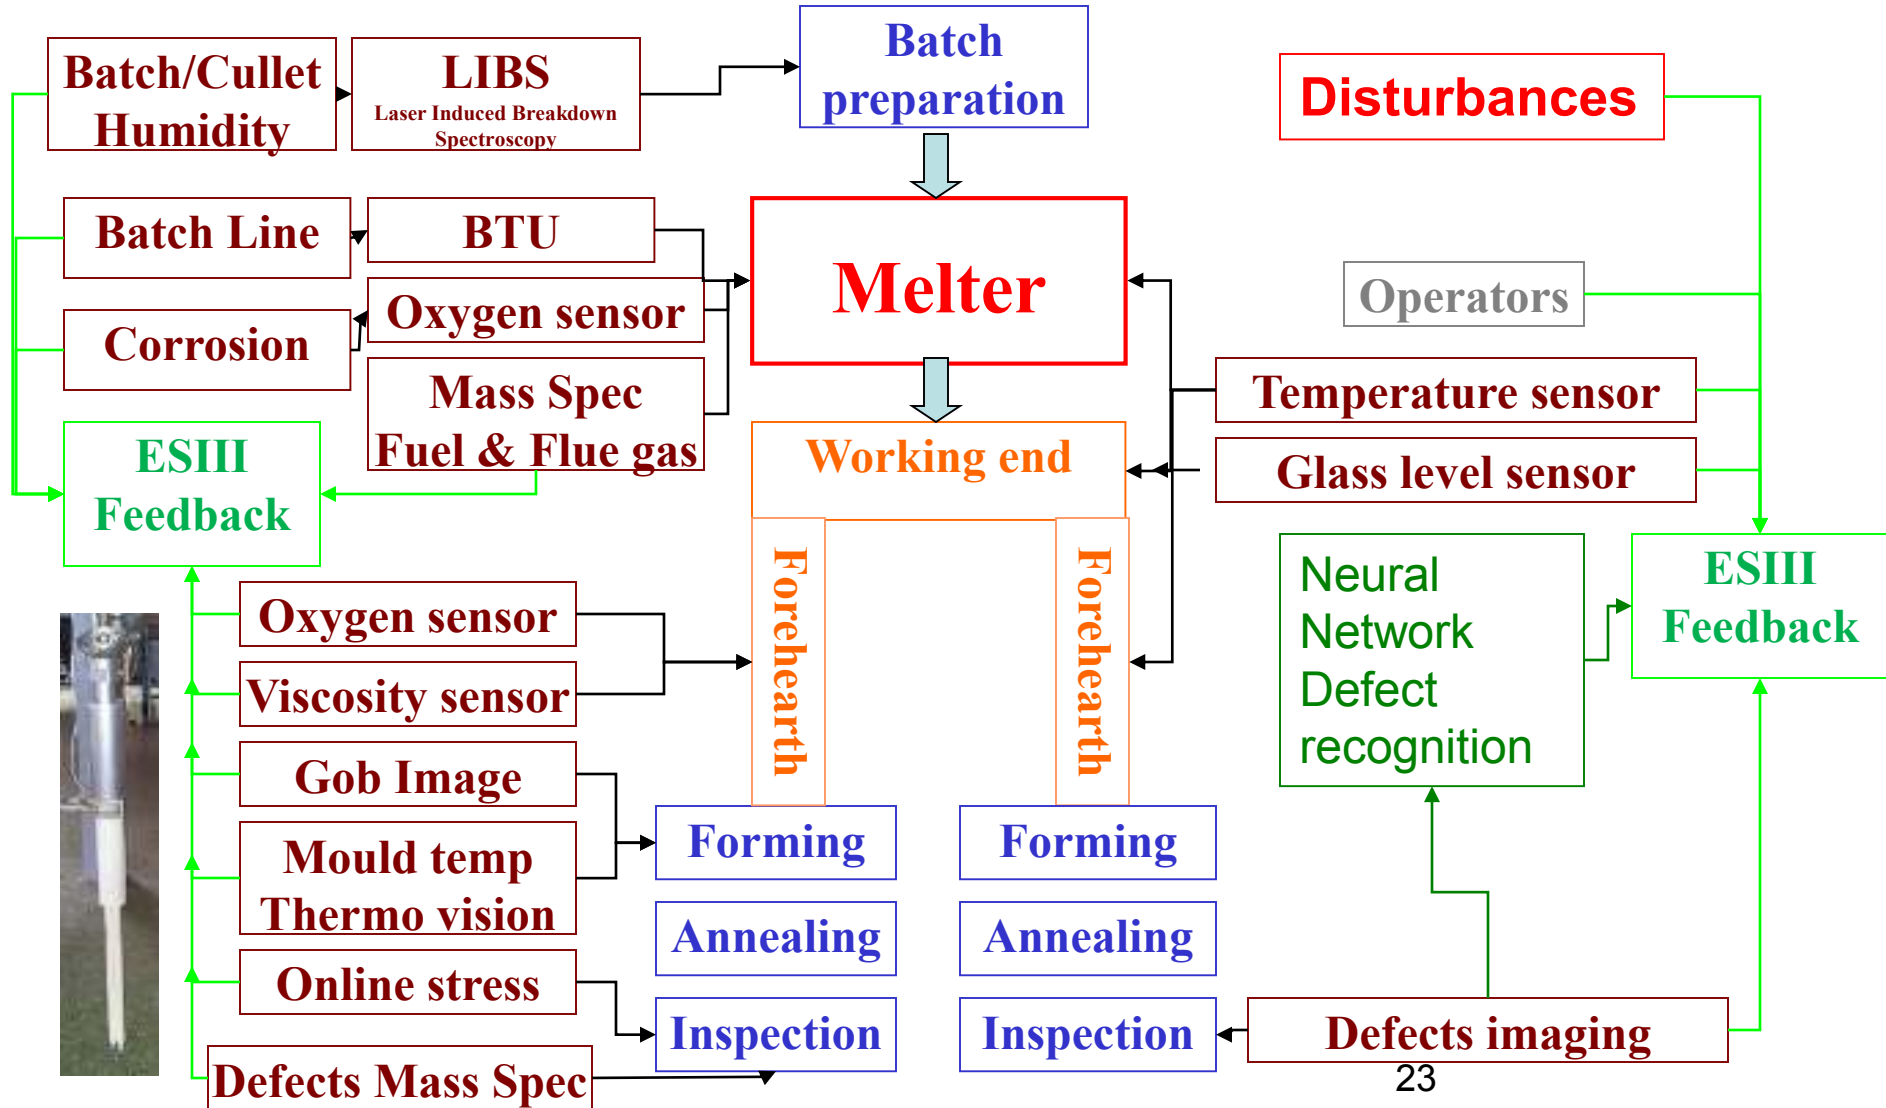 Batch/Cullet
Humidity
LIBS
Laser Induced Breakdown
Spectroscopy
Batch
preparation
Disturbances
Batch Line
BTU
Melter
Operators
Corrosion
Oxygen sensor
Mass Spec
Fuel & Flue gas
Temperature sensor
ESIII
Feedback
Working end
Glass level sensor
Oxygen sensor
Viscosity sensor
Forehearth
Forehearth
Neural
Network
Defect
recognition
ESIII
Feedback
Gob Image
Mould temp
Thermo vision
Forming
Forming
Annealing
Annealing
Online stress
Inspection
Inspection
Defects imaging
Defects Mass Spec
23